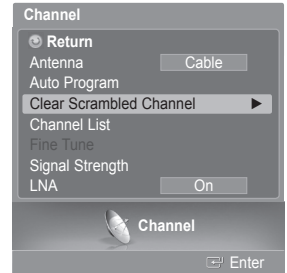 Channel
Return
Antenna Cable
Auto Program
Clear Scrambled Channel ►
Channel List
Fine Tune
Signal Strength
LNA On
Channel
Enter